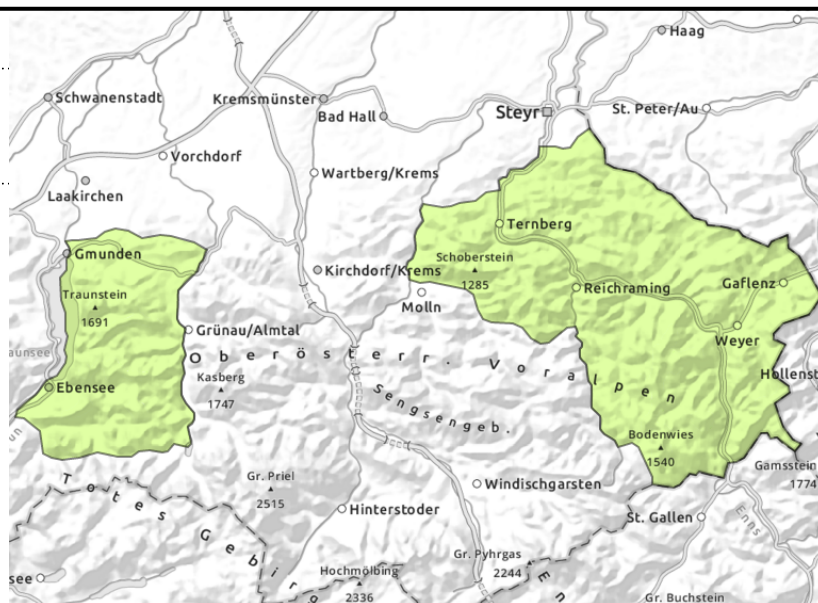 Haag
Schwanenstadt
Kremsmünster
Bad Hall
Steyr
St. Peter/Au
Vorchdorf
Wartberg/Krems
Laakirchen
Ternberg
Gmunden
Schoberstein
1285
Kirchdorf/Krems
Gaflenz
Reichraming
Traunstein
1691
Molln
Grünau/Almtal
Weyer
aunsee
Oberösterr. Voralpen
Kasberg
1747
Hollenst
Ebensee
Sengsengeb.
un
Bodenwies
1540
Gamsstein
1774
Gr. Priel
2515
Totes Gebirg
Windischgarsten
Hinterstoder
St. Gallen
Enns
Gr. Pyhrgas
2244
En
see
Hochmölbing
2336
Gr. Buchstein